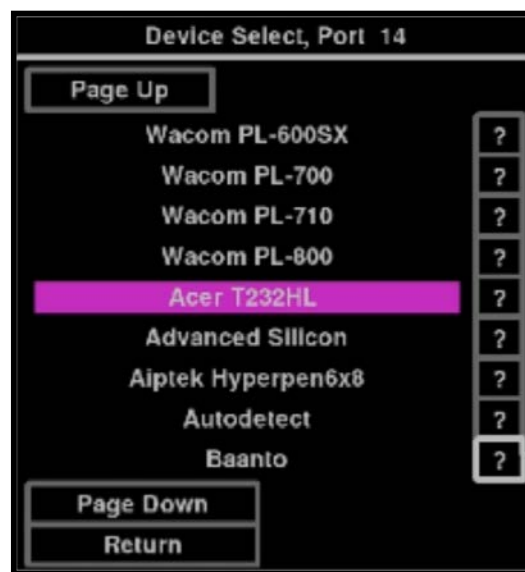 Device Select, Port 14
Page Up
Wacom PL-600SX ?
Wacom PL-700 ?
Wacom PL-710 ?
Wacom PL-800 ?
Acer T232HL ?
Advanced Silicon ?
Aiptek Hyperpen6x8 ?
Autodetect ?
Baanto ?
Page Down
Return